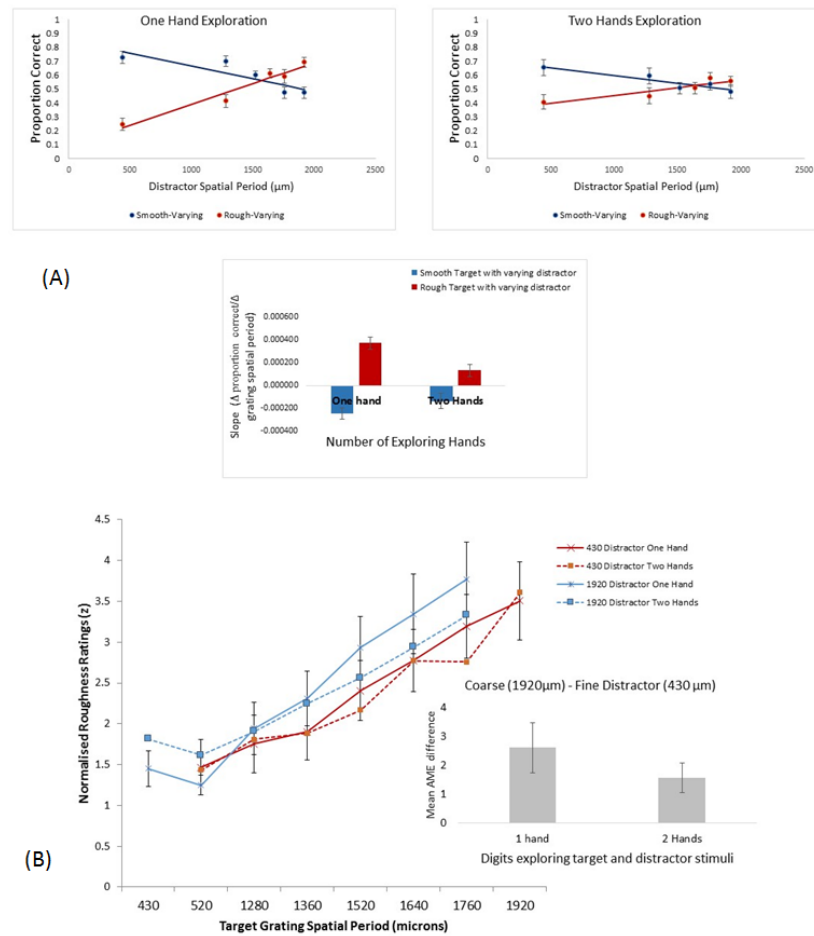 One Hand Exploration
Proportion Correct
1
0.9
0.8
0.7
0.6
0.5
0.4
0.3
0.2
0.1
0
0 500 1000 1500 2000 2500
Distractor Spatial Period (µm)
Smooth-Varying Rough-Varying
Two Hands Exploration
Proportion Correct
1
0.9
0.8
0.7
0.6
0.5
0.4
0.3
0.2
0.1
0
0 500 1000 1500 2000 2500
Distractor Spatial Period (µm)
Smooth-Varying Rough-Varying
(A)
Smooth Target with varying distractor
Rough Target with varying distractor
Slope (Δ proportion correct/Δ
grating spatial period)
0.000600
0.000400
0.000200
0.000000
-0.000200
-0.000400
One hand Two Hands
Number of Exploring Hands
Normalised Roughness Ratings (z)
4.5
4
3.5
3
2.5
2
1.5
1
0.5
0
430 520 1280 1360 1520 1640 1760 1920
Target Grating Spatial Period (microns)
430 Distractor One Hand
430 Distractor Two Hands
1920 Distractor One Hand
1920 Distractor Two Hands
Coarse (1920µm) - Fine Distractor (430 µm)
Mean AME difference
4
3
2
1
0
1 hand 2 Hands
Digits exploring target and distractor stimuli
(B)